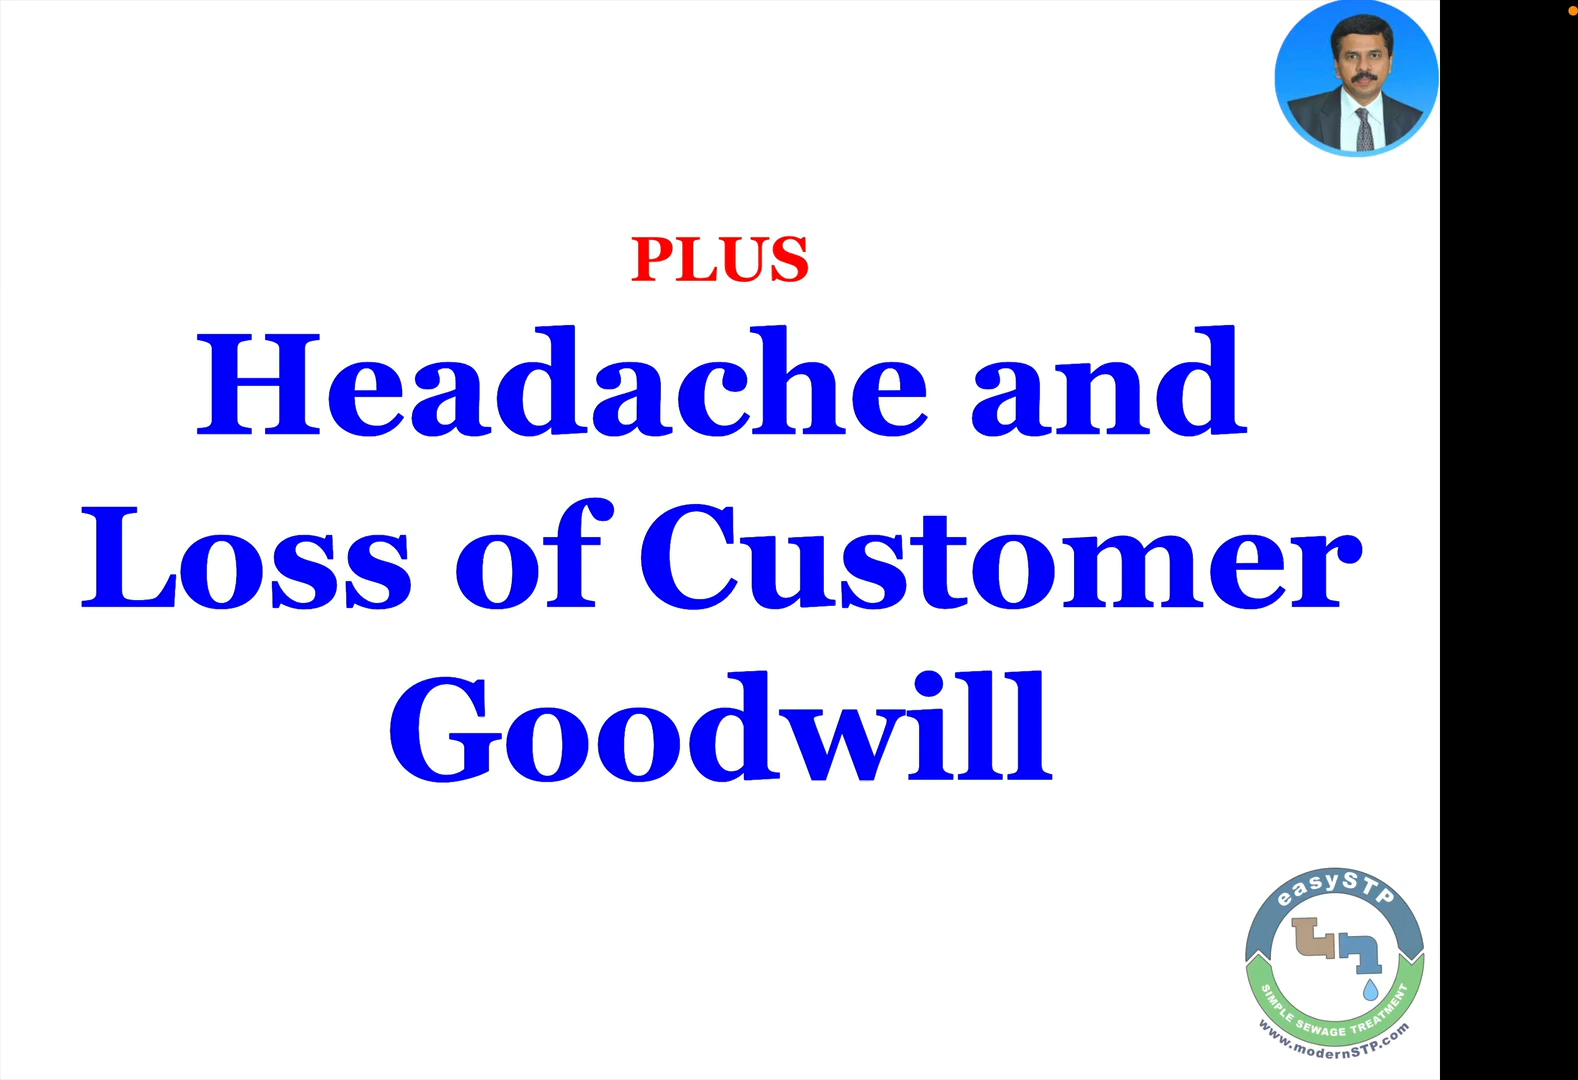 PLUS
Headache and
Loss of Customer
Goodwill
easySTP
SIMPLE SEWAGE TREATMENT
www.modernSTP.com